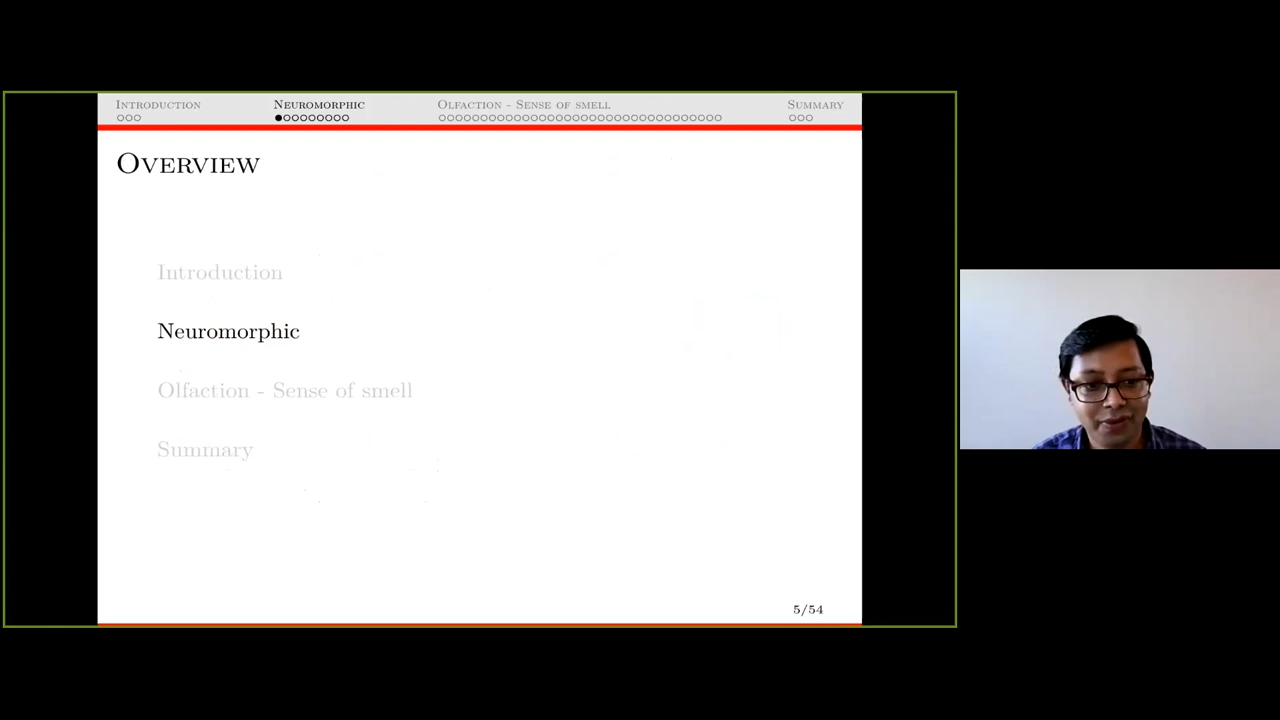 Introduction Neuromorphic Olfaction - Sense of smell Summary
Overview
Introduction
Neuromorphic
Olfaction - Sense of smell
Summary
5/54